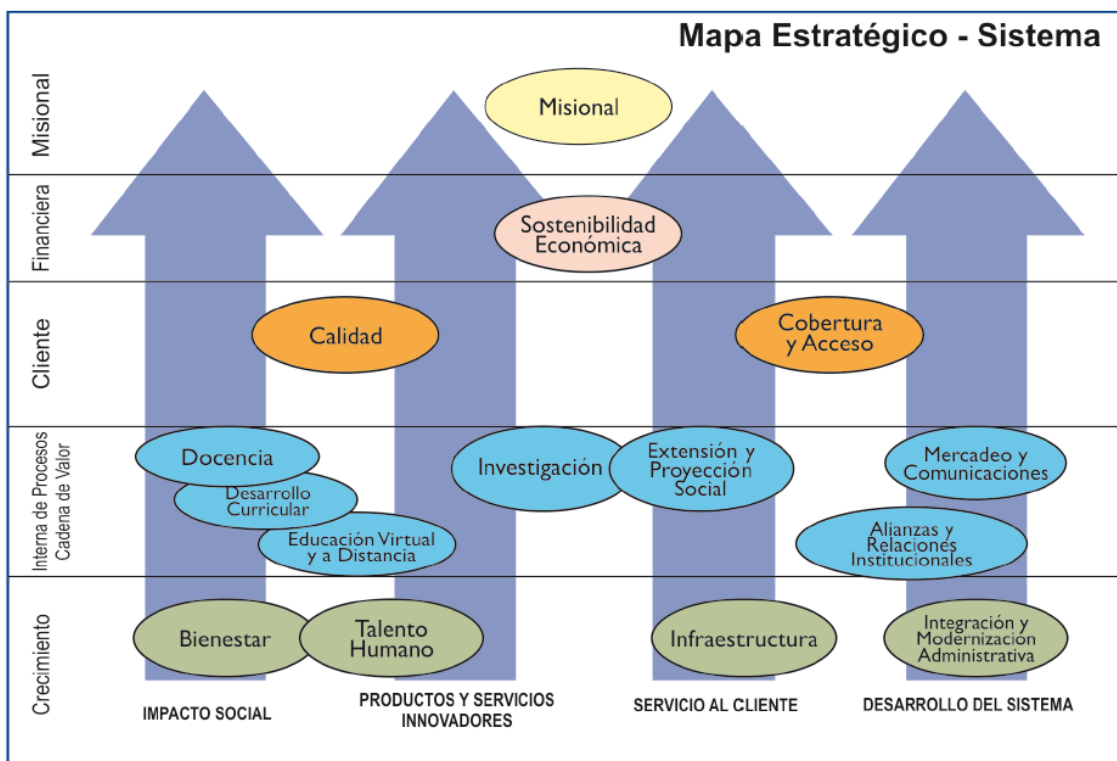 Mapa Estratégico - Sistema
Misional
Misional
Financiera
Sostenibilidad
Económica
Cliente
Calidad
Cobertura
y Acceso
Interna de Procesos
Cadena de Valor
Docencia
Desarrollo
Curricular
Educación Virtual
y a Distancia
Investigación
Extensión y
Proyección
Social
Mercadeo y
Comunicaciones
Alianzas y
Relaciones
Institucionales
Crecimiento
Bienestar
Talento
Humano
Infraestructura
Integración y
Modernización
Administrativa
IMPACTO SOCIAL
PRODUCTOS Y SERVICIOS
INNOVADORES
SERVICIO AL CLIENTE
DESARROLLO DEL SISTEMA